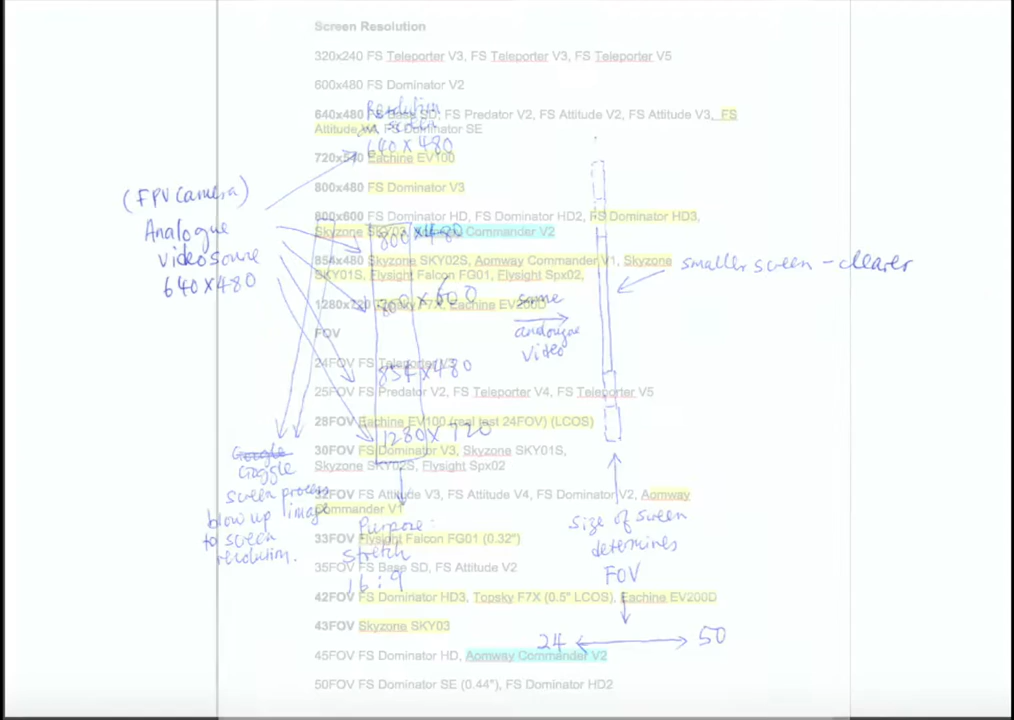 Screen Resolution
320x240 FS Teleporter V3, FS Teleporter V3, FS Teleporter V5
600x480 FS Dominator V2
640x480 FS Base SD, FS Predator V2, FS Attitude V2, FS Attitude V3, FS
Attitude V4, FS Dominator SE
720x540 Eachine EV100
800x480 FS Dominator V3
800x600 FS Dominator HD, FS Dominator HD2, FS Dominator HD3,
Skyzone SKY03, Aomway Commander V2
854x480 Skyzone SKY02S, Aomway Commander V1, Skyzone
SKY01S, Flysight Falcon FG01, Flysight Spx02,
1280x720 Topsky F7X, Eachine EV200D
FOV
24FOV FS Teleporter V3
25FOV FS Predator V2, FS Teleporter V4, FS Teleporter V5
28FOV Eachine EV100 (real test 24FOV) (LCOS)
30FOV FS Dominator V3, Skyzone SKY01S,
Skyzone SKY02S, Flysight Spx02
32FOV FS Attitude V3, FS Attitude V4, FS Dominator V2, Aomway
Commander V1
33FOV Flysight Falcon FG01 (0.32")
35FOV FS Base SD, FS Attitude V2
42FOV FS Dominator HD3, Topsky F7X (0.5" LCOS), Eachine EV200D
43FOV Skyzone SKY03
45FOV FS Dominator HD, Aomway Commander V2
50FOV FS Dominator SE (0.44"), FS Dominator HD2
(FPV camera)
Analogue
video source
640x480
Resolution
screen
640x480
800x480
800x600
854x480
1280x720
Goggle
Goggle
screen process
blow up image
to screen
resolution.
Purpose:
stretch
16:9
same
analogue
video
smaller screen - clearer
size of screen
determines
FOV
24 50